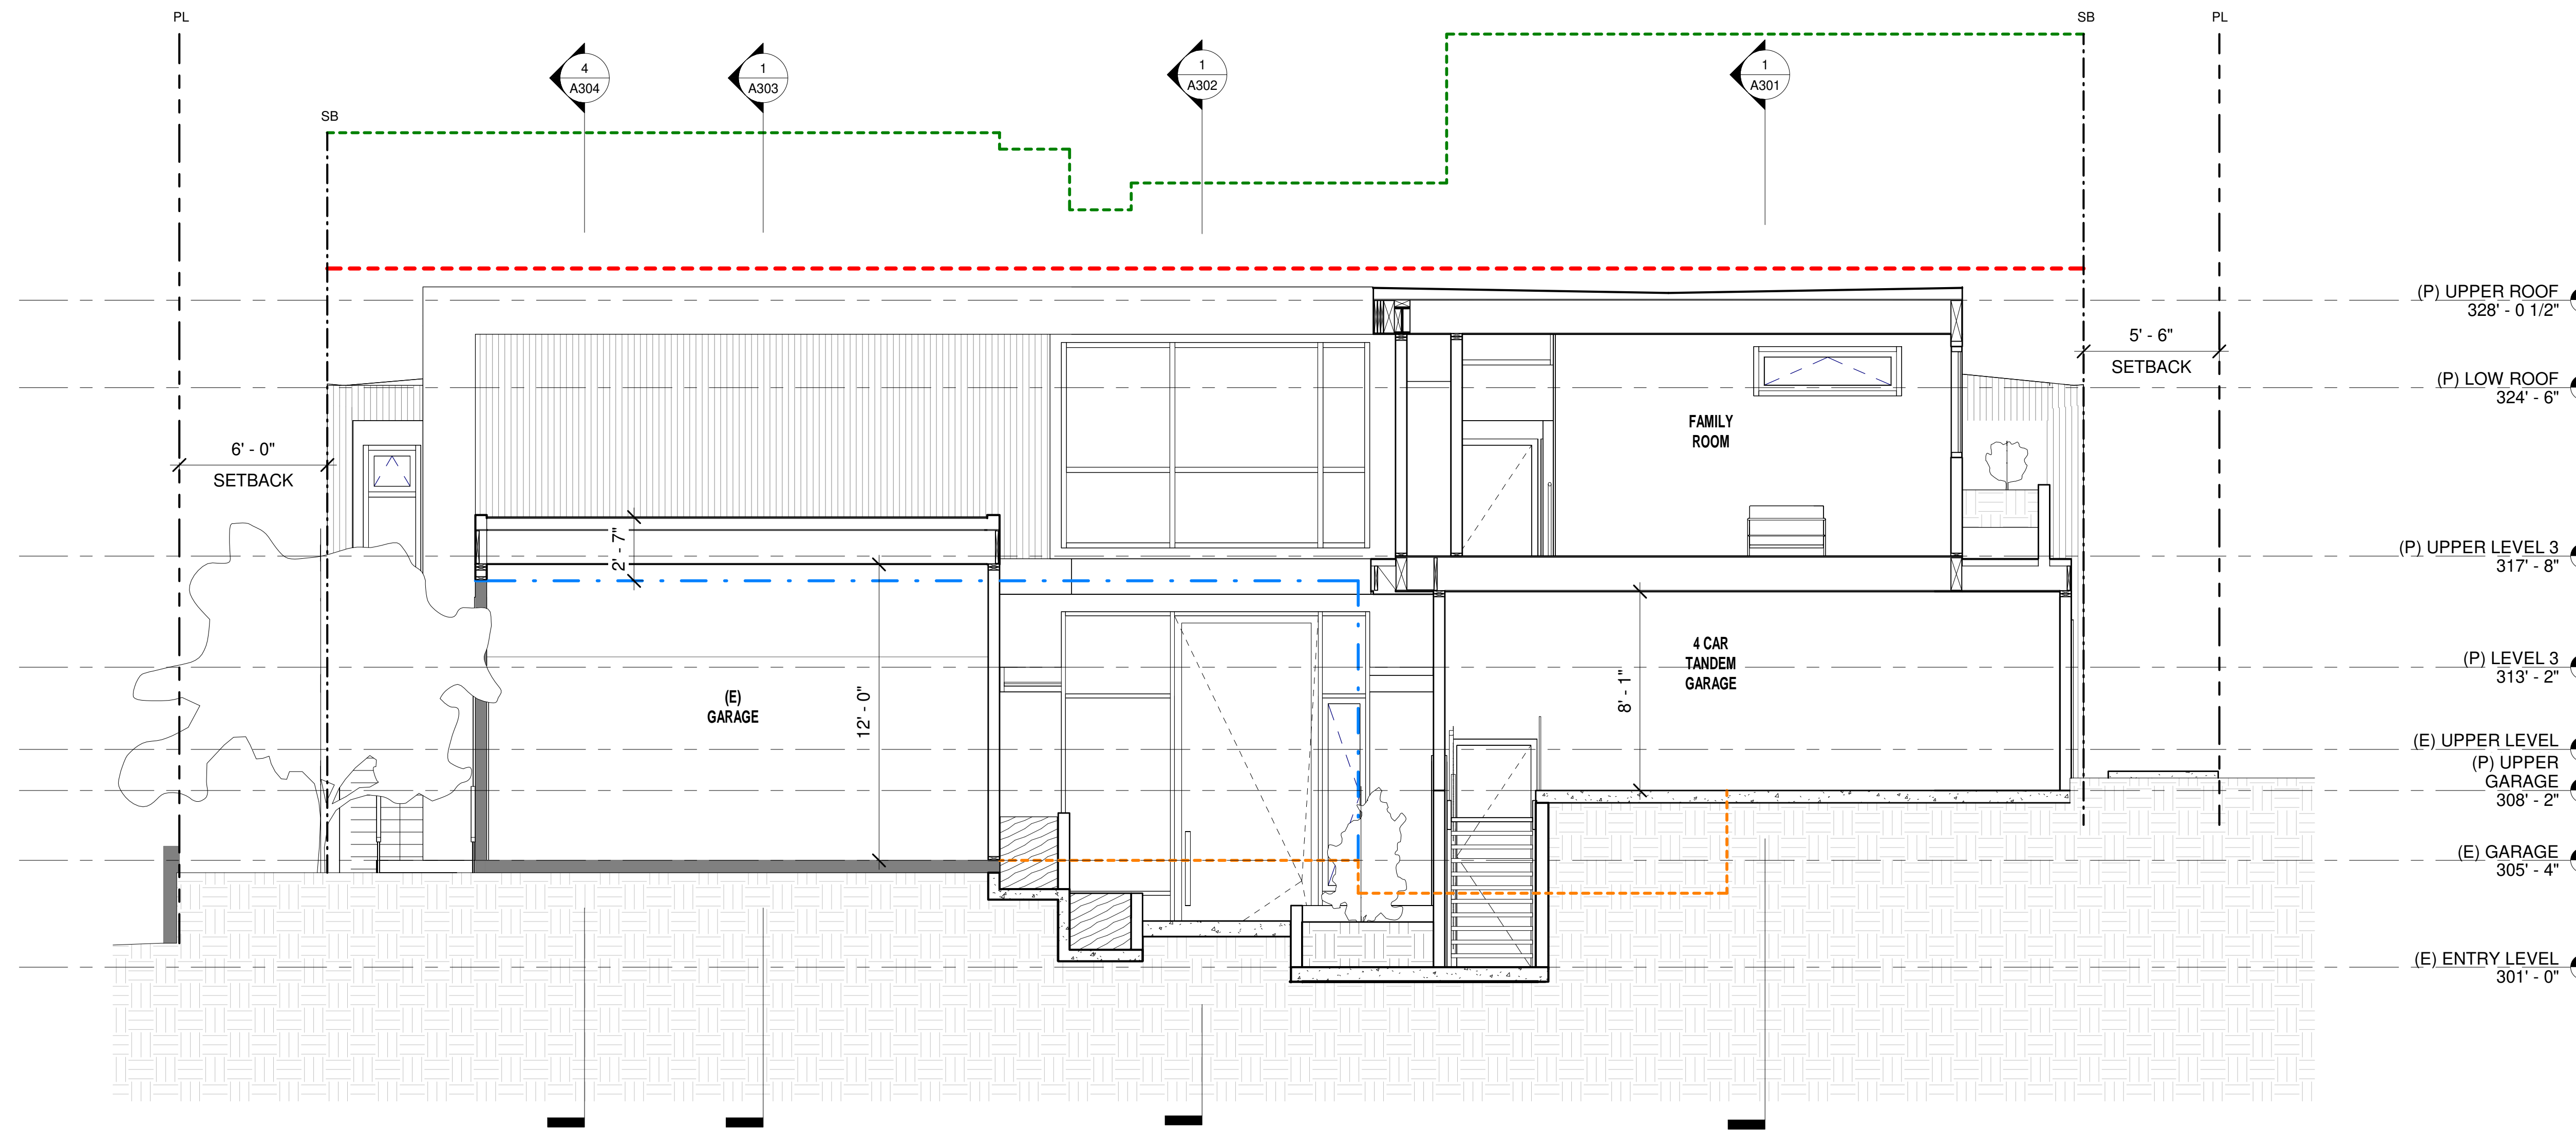 PL
SB
PL
4
A304
1
A303
1
A302
1
A301
SB
(P) UPPER ROOF
328' - 0 1/2"
5' - 6"
SETBACK
(P) LOW ROOF
324' - 6"
FAMILY
ROOM
6' - 0"
SETBACK
2' - 7"
(P) UPPER LEVEL 3
317' - 8"
4 CAR
TANDEM
GARAGE
(P) LEVEL 3
313' - 2"
(E)
GARAGE
12' - 0"
8' - 1"
(E) UPPER LEVEL
(P) UPPER
GARAGE
308' - 2"
(E) GARAGE
305' - 4"
(E) ENTRY LEVEL
301' - 0"